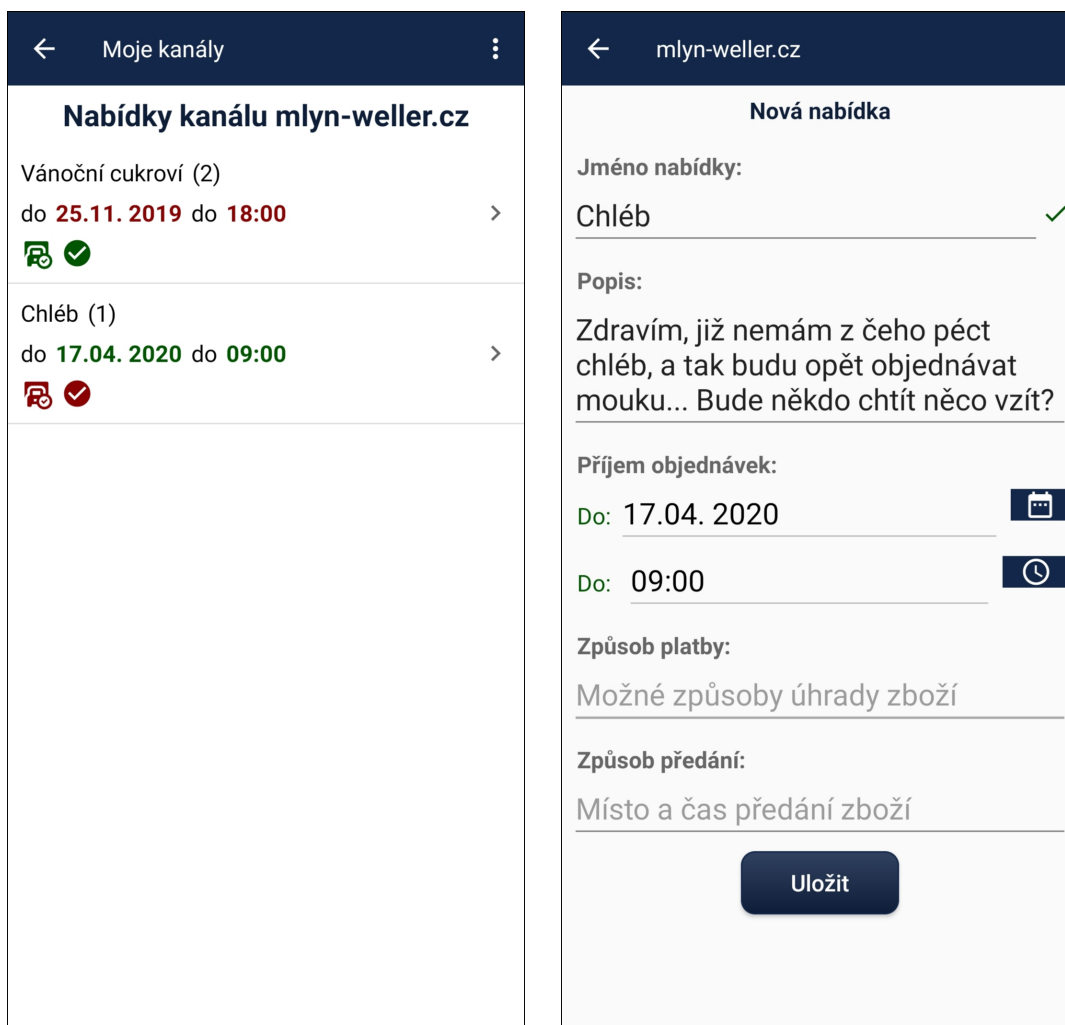 Moje kanály
Nabídky kanálu mlyn-weller.cz
Vánoční cukroví (2)
do 25.11. 2019 do 18:00
Chléb (1)
do 17.04. 2020 do 09:00
mlyn-weller.cz
Nová nabídka
Jméno nabídky:
Chléb
Popis:
Zdravím, již nemám z čeho péct
chléb, a tak budu opět objednávat
mouku... Bude někdo chtít něco vzít?
Příjem objednávek:
Do: 17.04. 2020
Do: 09:00
Způsob platby:
Možné způsoby úhrady zboží
Způsob předání:
Místo a čas předání zboží
Uložit